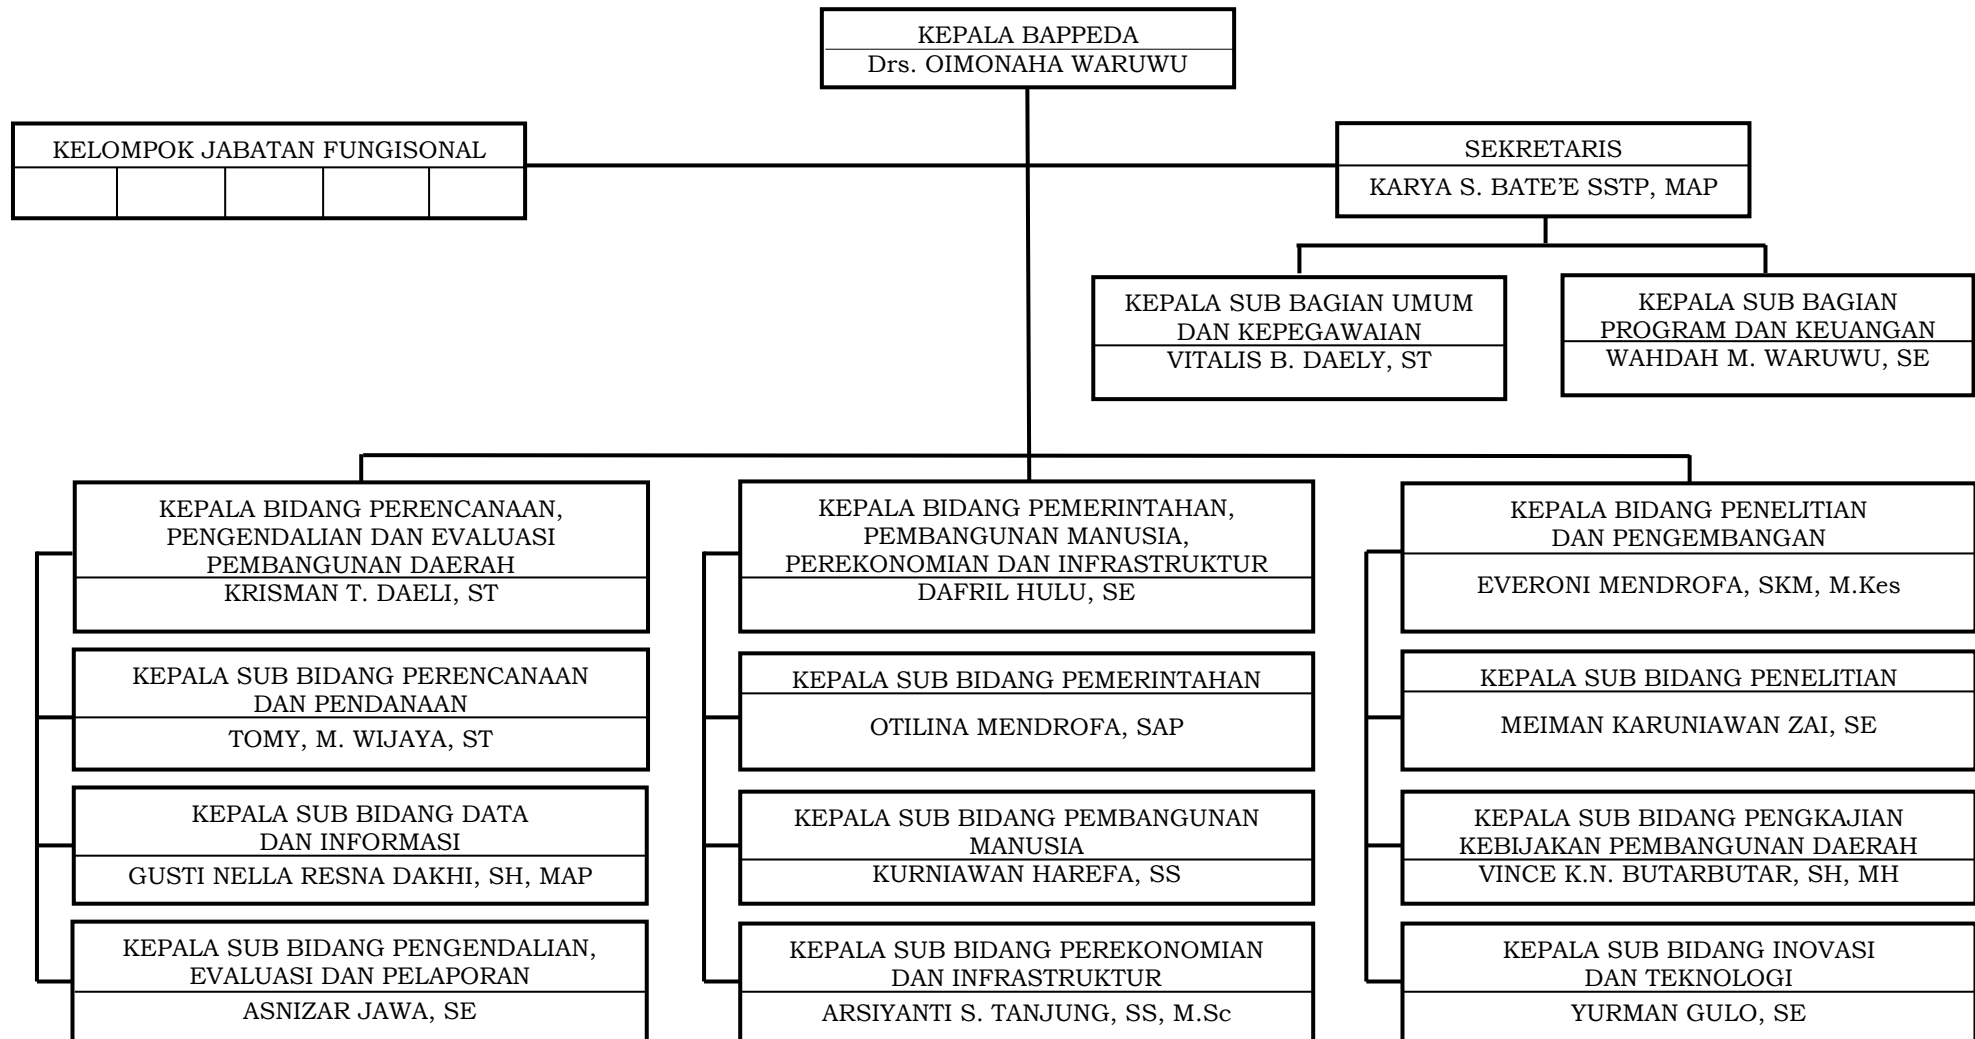 KEPALA BAPPEDA
Drs. OIMONAHA WARUWU
KELOMPOK JABATAN FUNGISONAL
SEKRETARIS
KARYA S. BATE’E SSTP, MAP
KEPALA SUB BAGIAN UMUM
DAN KEPEGAWAIAN
VITALIS B. DAELY, ST
KEPALA SUB BAGIAN
PROGRAM DAN KEUANGAN
WAHDAH M. WARUWU, SE
KEPALA BIDANG PERENCANAAN,
PENGENDALIAN DAN EVALUASI
PEMBANGUNAN DAERAH
KRISMAN T. DAELI, ST
KEPALA SUB BIDANG PERENCANAAN
DAN PENDANAAN
TOMY, M. WIJAYA, ST
KEPALA SUB BIDANG DATA
DAN INFORMASI
GUSTI NELLA RESNA DAKHI, SH, MAP
KEPALA SUB BIDANG PENGENDALIAN,
EVALUASI DAN PELAPORAN
ASNIZAR JAWA, SE
KEPALA BIDANG PEMERINTAHAN,
PEMBANGUNAN MANUSIA,
PEREKONOMIAN DAN INFRASTRUKTUR
DAFRIL HULU, SE
KEPALA SUB BIDANG PEMERINTAHAN
OTILINA MENDROFA, SAP
KEPALA SUB BIDANG PEMBANGUNAN
MANUSIA
KURNIAWAN HAREFA, SS
KEPALA SUB BIDANG PEREKONOMIAN
DAN INFRASTRUKTUR
ARSIYANTI S. TANJUNG, SS, M.Sc
KEPALA BIDANG PENELITIAN
DAN PENGEMBANGAN
EVERONI MENDROFA, SKM, M.Kes
KEPALA SUB BIDANG PENELITIAN
MEIMAN KARUNIAWAN ZAI, SE
KEPALA SUB BIDANG PENGKAJIAN
KEBIJAKAN PEMBANGUNAN DAERAH
VINCE K.N. BUTARBUTAR, SH, MH
KEPALA SUB BIDANG INOVASI
DAN TEKNOLOGI
YURMAN GULO, SE